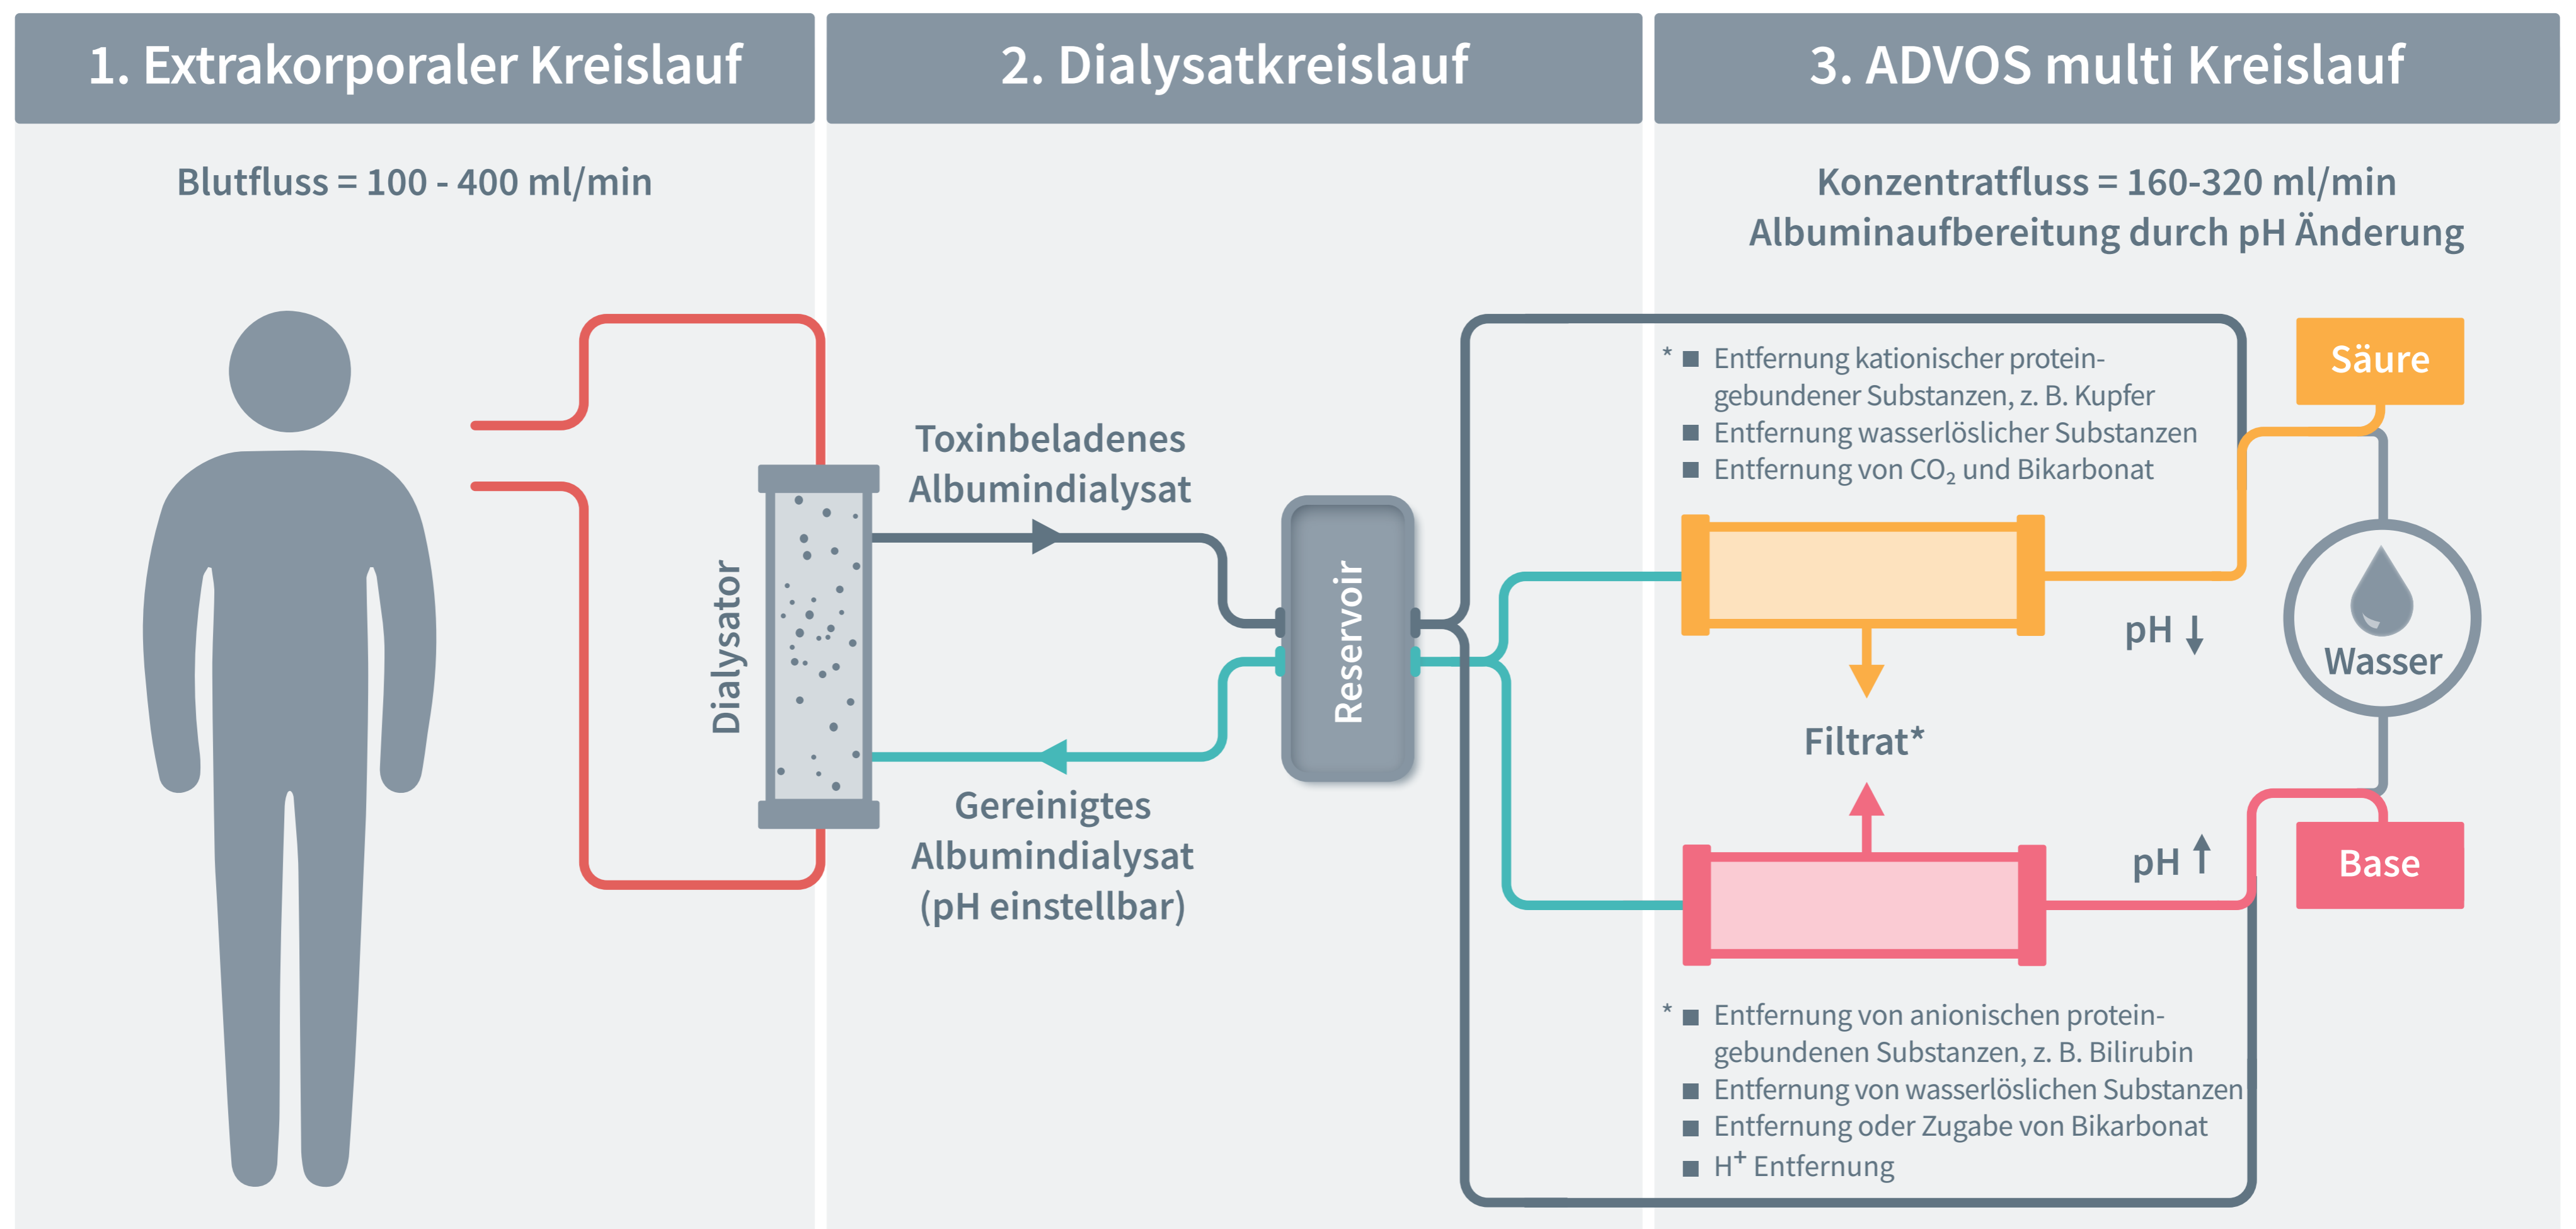 1. Extrakorporaler Kreislauf
Blutfluss = 100 - 400 ml/min
Dialysator
2. Dialysatkreislauf
Toxinbeladenes
Albumindialysat
Gereinigtes
Albumindialysat
(pH einstellbar)
Reservoir
3. ADVOS multi Kreislauf
Konzentratfluss = 160-320 ml/min
Albuminaufbereitung durch pH Änderung
* ■ Entfernung kationischer protein-
gebundener Substanzen, z. B. Kupfer
■ Entfernung wasserlöslicher Substanzen
■ Entfernung von CO₂ und Bikarbonat
Säure
pH ↓
Wasser
Filtrat*
pH ↑
Base
* ■ Entfernung von anionischen protein-
gebundenen Substanzen, z. B. Bilirubin
■ Entfernung von wasserlöslichen Substanzen
■ Entfernung oder Zugabe von Bikarbonat
■ H⁺ Entfernung